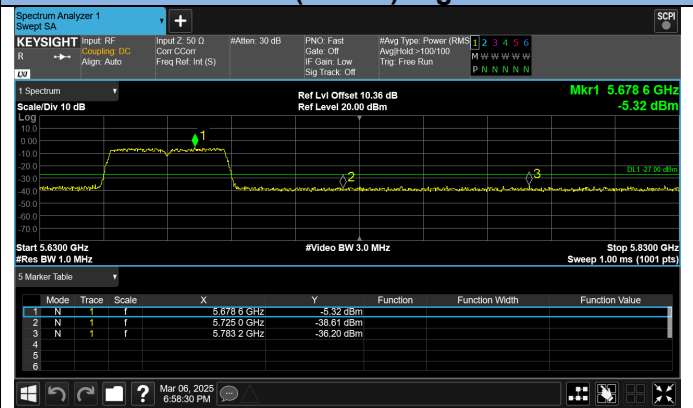 Spectrum Analyzer 1
Swept SA
+
SCPI
KEYSIGHT
R
LXI
Input: RF
Coupling: DC
Align: Auto
Input Z: 50 Ω
Corr CCorr
Freq Ref: Int (S)
#Atten: 30 dB
PNO: Fast
Gate: Off
IF Gain: Low
Sig Track: Off
#Avg Type: Power (RMS
Avg|Hold:>100/100
Trig: Free Run
1 2 3 4 5 6
M W W W W W
P N N N N N
1 Spectrum
Scale/Div 10 dB
Ref Lvl Offset 10.36 dB
Ref Level 20.00 dBm
Mkr1 5.678 6 GHz
-5.32 dBm
Log
10.0
0.00
-10.0
-20.0
-30.0
-40.0
-50.0
-60.0
-70.0
1
2
3
DL1 -27.00 dBm
Start 5.6300 GHz
#Res BW 1.0 MHz
#Video BW 3.0 MHz
Stop 5.8300 GHz
Sweep 1.00 ms (1001 pts)
5 Marker Table
Mode Trace Scale X Y Function Function Width Function Value
1 N 1 f 5.678 6 GHz -5.32 dBm
2 N 1 f 5.725 0 GHz -38.61 dBm
3 N 1 f 5.783 2 GHz -36.20 dBm
4
5
6
?
Mar 06, 2025
6:58:30 PM